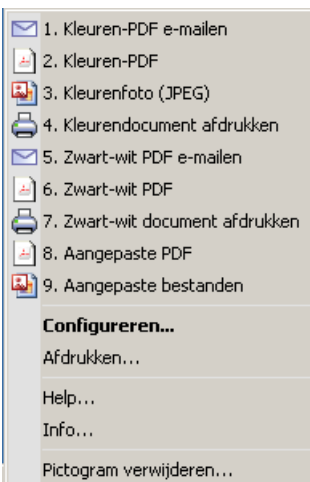 1. Kleuren-PDF e-mailen
2. Kleuren-PDF
3. Kleurenfoto (JPEG)
4. Kleurendocument afdrukken
5. Zwart-wit PDF e-mailen
6. Zwart-wit PDF
7. Zwart-wit document afdrukken
8. Aangepaste PDF
9. Aangepaste bestanden
Configureren...
Afdrukken...
Help...
Info...
Pictogram verwijderen...